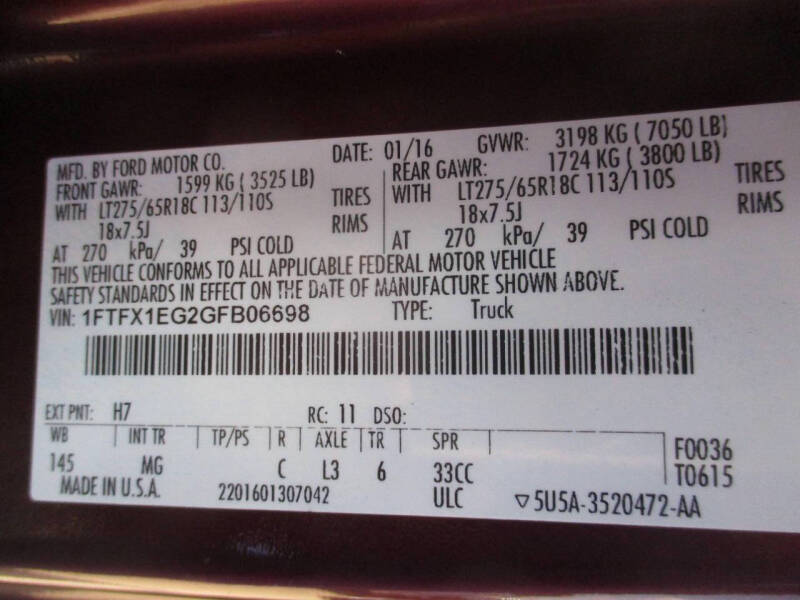 MFD. BY FORD MOTOR CO. DATE: 01/16 GVWR: 3198 KG ( 7050 LB)
FRONT GAWR: 1599 KG ( 3525 LB) REAR GAWR: 1724 KG ( 3800 LB)
WITH LT275/65R18C 113/110S TIRES WITH LT275/65R18C 113/110S TIRES
18x7.5J RIMS 18x7.5J RIMS
AT 270 kPa/ 39 PSI COLD AT 270 kPa/ 39 PSI COLD
THIS VEHICLE CONFORMS TO ALL APPLICABLE FEDERAL MOTOR VEHICLE
SAFETY STANDARDS IN EFFECT ON THE DATE OF MANUFACTURE SHOWN ABOVE.
VIN: 1FTFX1EG2GFB06698 TYPE: Truck
EXT PNT: H7 RC: 11 DSO:
WB INT TR TP/PS R AXLE TR SPR F0036
145 MG C L3 6 33CC T0615
MADE IN U.S.A. 2201601307042 ULC ▽5U5A-3520472-AA